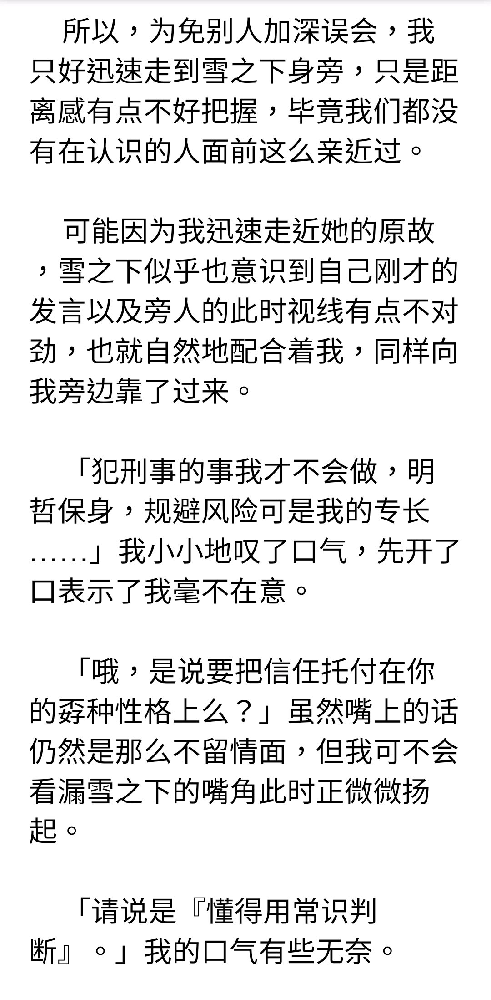 所以，为免别人加深误会，我
只好迅速走到雪之下身旁，只是距
离感有点不好把握，毕竟我们都没
有在认识的人面前这么亲近过。
可能因为我迅速走近她的原故
，雪之下似乎也意识到自己刚才的
发言以及旁人的此时视线有点不对
劲，也就自然地配合着我，同样向
我旁边靠了过来。
「犯刑事的事我才不会做，明
哲保身，规避风险可是我的专长
……」我小小地叹了口气，先开了
口表示了我毫不在意。
「哦，是说要把信任托付在你
的孬种性格上么？」虽然嘴上的话
仍然是那么不留情面，但我可不会
看漏雪之下的嘴角此时正微微扬
起。
「请说是『懂得用常识判
断』。」我的口气有些无奈。